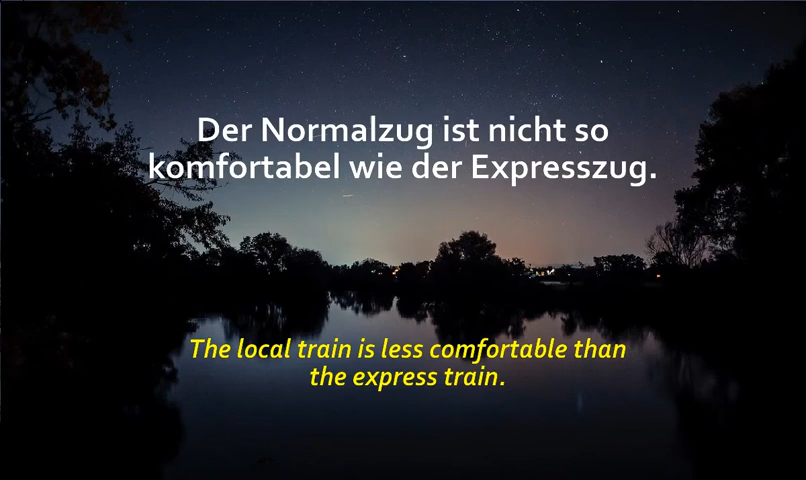 Der Normalzug ist nicht so
komfortabel wie der Expresszug.
The local train is less comfortable than
the express train.